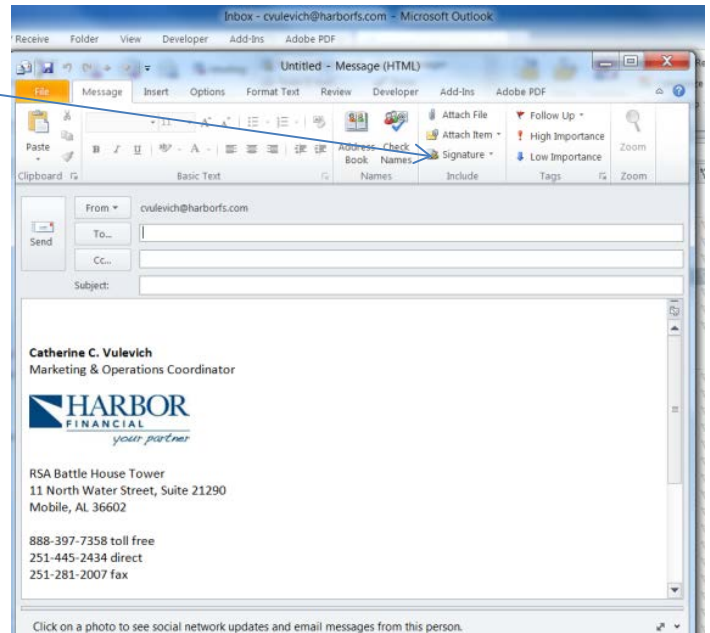 Inbox - cvulevich@harborfs.com - Microsoft Outlook
Receive Folder View Developer Add-Ins Adobe PDF
Untitled - Message (HTML)
File Message Insert Options Format Text Review Developer Add-Ins Adobe PDF
Paste
B I U
11
Address Book
Check Names
Attach File
Attach Item
Signature
Follow Up
High Importance
Low Importance
Zoom
Clipboard Basic Text Names Include Tags Zoom
From cvulevich@harborfs.com
Send
To...
Cc...
Subject:
Catherine C. Vulevich
Marketing & Operations Coordinator
HARBOR
FINANCIAL
your partner
RSA Battle House Tower
11 North Water Street, Suite 21290
Mobile, AL 36602
888-397-7358 toll free
251-445-2434 direct
251-281-2007 fax
Click on a photo to see social network updates and email messages from this person.